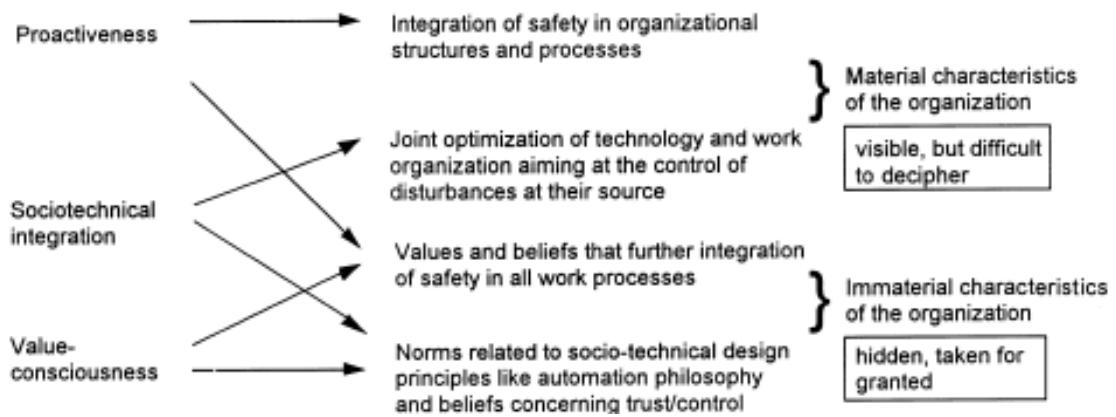 Proactiveness
Integration of safety in organizational
structures and processes
Material characteristics
of the organization
visible, but difficult
to decipher
Joint optimization of technology and work
organization aiming at the control of
disturbances at their source
Sociotechnical
integration
Values and beliefs that further integration
of safety in all work processes
Immaterial characteristics
of the organization
hidden, taken for
granted
Value-
consciousness
Norms related to socio-technical design
principles like automation philosophy
and beliefs concerning trust/control